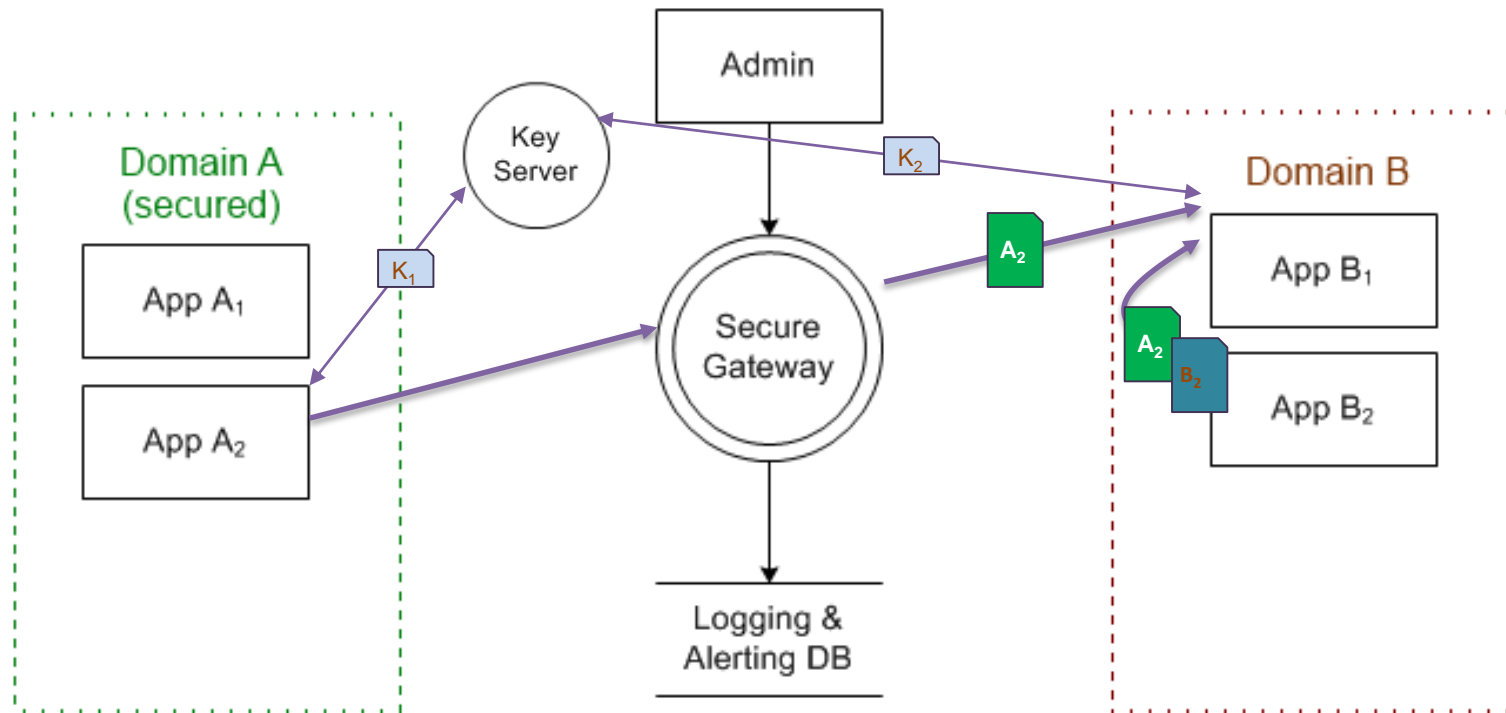 Admin
Key
Server
K₂
Domain A
(secured)
Domain B
K₁
A₂
App A₁
App B₁
Secure
Gateway
A₂
B₂
App A₂
App B₂
Logging &
Alerting DB